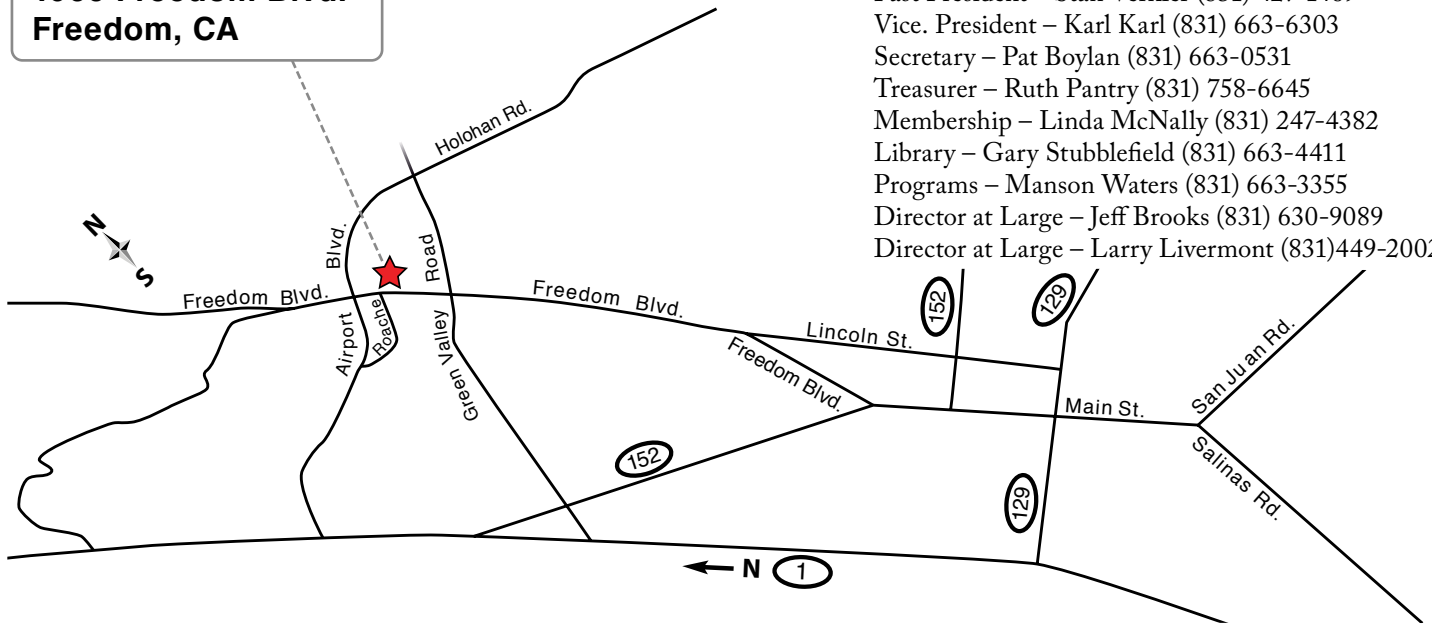 Freedom, CA
Vice. President – Karl Karl (831) 663-6303
Secretary – Pat Boylan (831) 663-0531
Treasurer – Ruth Pantry (831) 758-6645
Membership – Linda McNally (831) 247-4382
Library – Gary Stubblefield (831) 663-4411
Programs – Manson Waters (831) 663-3355
Director at Large – Jeff Brooks (831) 630-9089
Director at Large – Larry Livermont (831)449-2002
Holohan Rd.
N
S
Blvd.
Road
Freedom Blvd.
Freedom Blvd.
152
129
Airport
Roache
Green Valley
Lincoln St.
Freedom Blvd.
San Juan Rd.
Main St.
Salinas Rd.
152
129
N 1